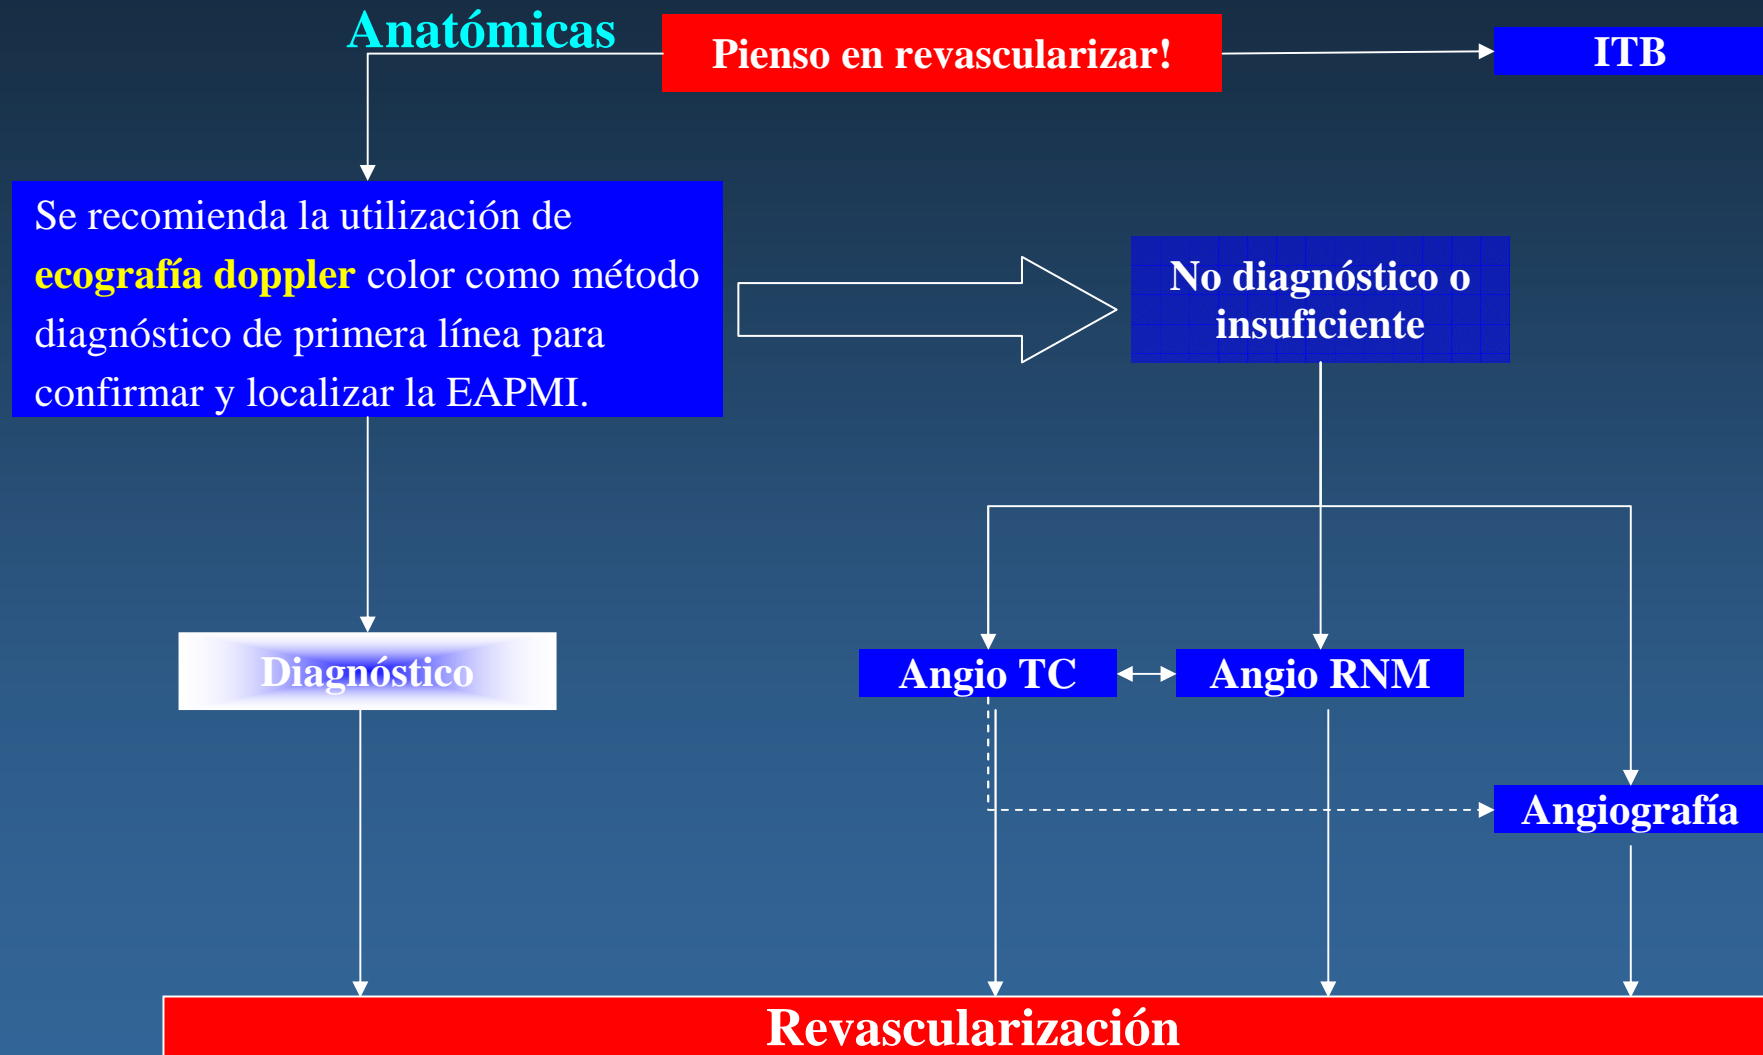 Anatómicas
Pienso en revascularizar!
ITB
Se recomienda la utilización de
ecografía doppler color como método
diagnóstico de primera línea para
confirmar y localizar la EAPMI.
No diagnóstico o
insuficiente
Diagnóstico
Angio TC
Angio RNM
Angiografía
Revascularización